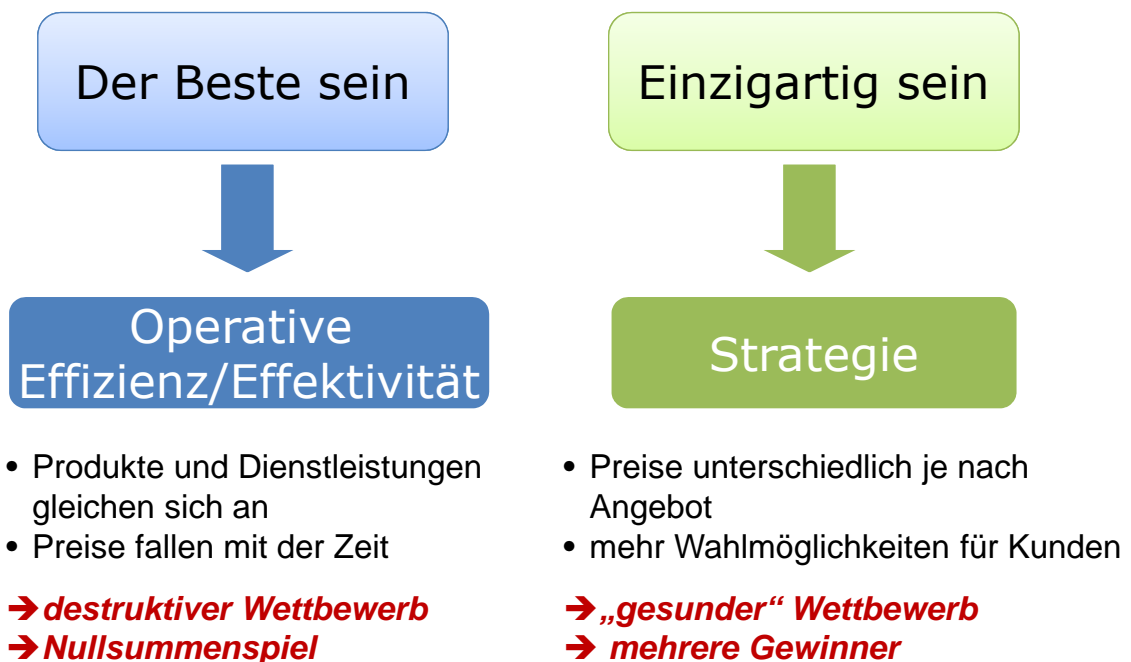 Der Beste sein
Operative
Effizienz/Effektivität
• Produkte und Dienstleistungen
gleichen sich an
• Preise fallen mit der Zeit
➔ destruktiver Wettbewerb
➔ Nullsummenspiel
Einzigartig sein
Strategie
• Preise unterschiedlich je nach
Angebot
• mehr Wahlmöglichkeiten für Kunden
➔ „gesunder“ Wettbewerb
➔ mehrere Gewinner